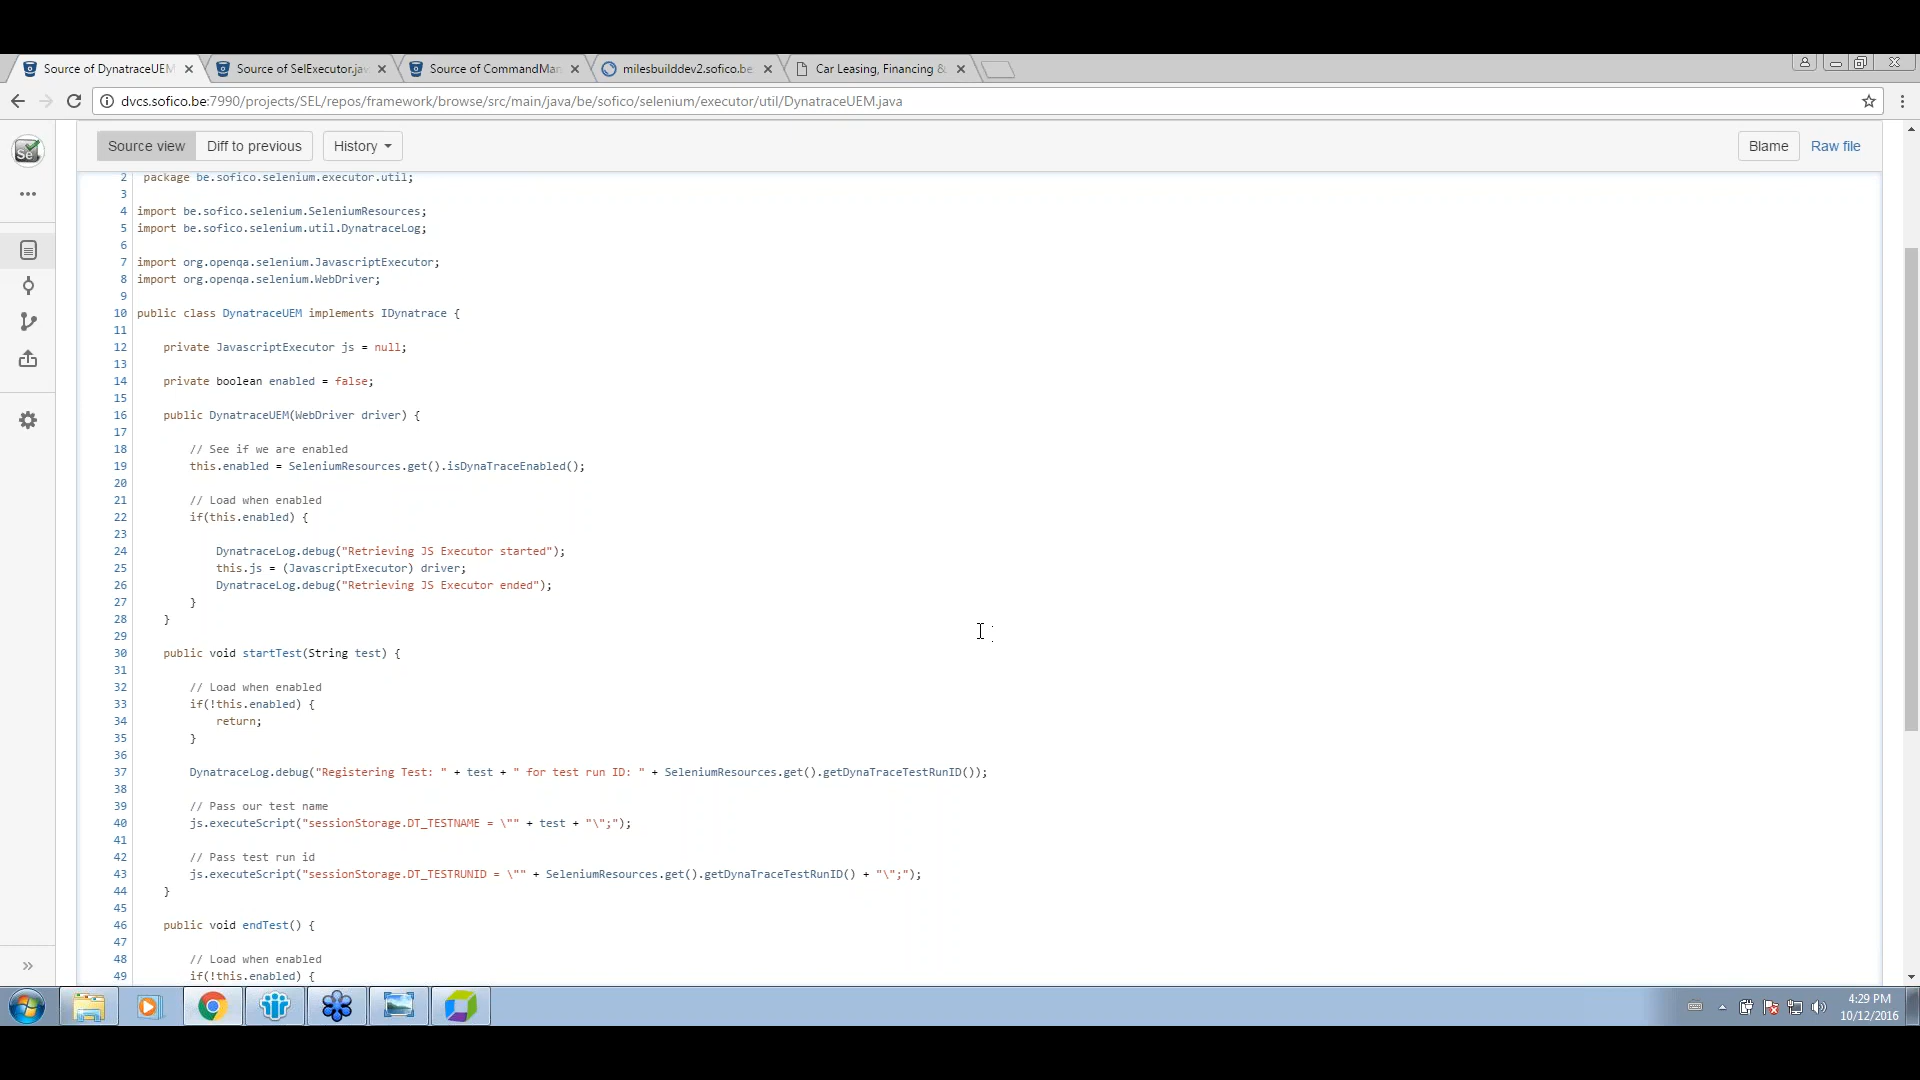 Source of DynatraceUEM
Source of SelExecutor.jav
Source of CommandMan
milesbuilddev2.sofico.be
Car Leasing, Financing &
dvcs.sofico.be:7990/projects/SEL/repos/framework/browse/src/main/java/be/sofico/selenium/executor/util/DynatraceUEM.java
Se
Source view
Diff to previous
History
Blame
Raw file
2 package be.sofico.selenium.executor.util;
3
4 import be.sofico.selenium.SeleniumResources;
5 import be.sofico.selenium.util.DynatraceLog;
6
7 import org.openqa.selenium.JavascriptExecutor;
8 import org.openqa.selenium.WebDriver;
9
10 public class DynatraceUEM implements IDynatrace {
11
12 private JavascriptExecutor js = null;
13
14 private boolean enabled = false;
15
16 public DynatraceUEM(WebDriver driver) {
17
18 // See if we are enabled
19 this.enabled = SeleniumResources.get().isDynaTraceEnabled();
20
21 // Load when enabled
22 if(this.enabled) {
23
24 DynatraceLog.debug("Retrieving JS Executor started");
25 this.js = (JavascriptExecutor) driver;
26 DynatraceLog.debug("Retrieving JS Executor ended");
27 }
28 }
29
30 public void startTest(String test) {
31
32 // Load when enabled
33 if(!this.enabled) {
34 return;
35 }
36
37 DynatraceLog.debug("Registering Test: " + test + " for test run ID: " + SeleniumResources.get().getDynaTraceTestRunID());
38
39 // Pass our test name
40 js.executeScript("sessionStorage.DT_TESTNAME = \"" + test + "\";");
41
42 // Pass test run id
43 js.executeScript("sessionStorage.DT_TESTRUNID = \"" + SeleniumResources.get().getDynaTraceTestRunID() + "\";");
44 }
45
46 public void endTest() {
47
48 // Load when enabled
49 if(!this.enabled) {
4:29 PM
10/12/2016